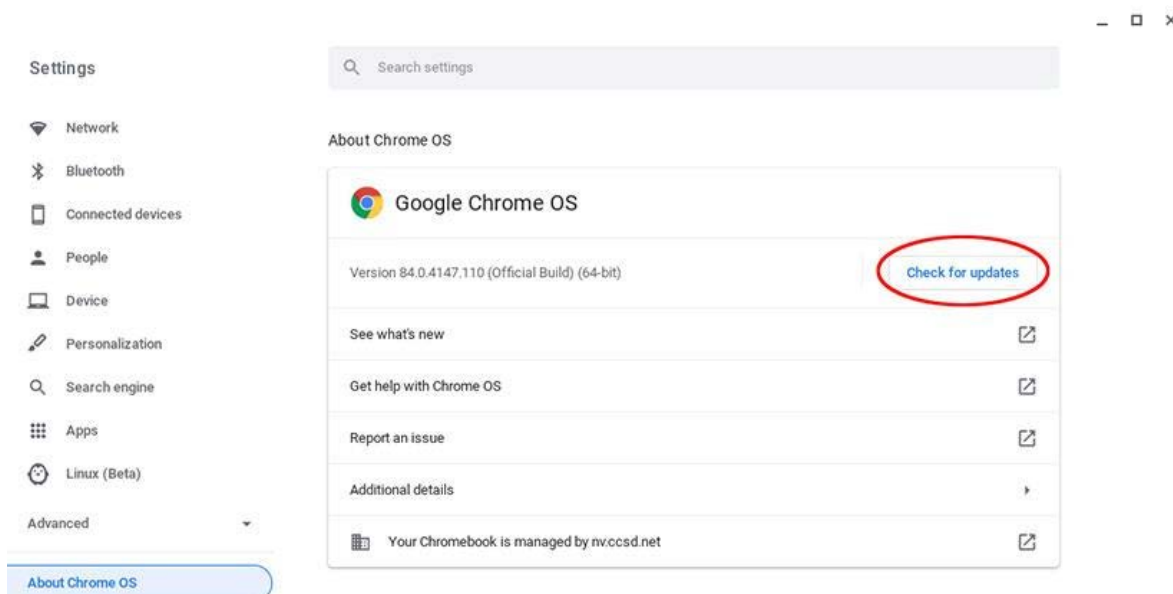 Settings
Search settings
Network
Bluetooth
Connected devices
People
Device
Personalization
Search engine
Apps
Linux (Beta)
Advanced
About Chrome OS
About Chrome OS
Google Chrome OS
Version 84.0.4147.110 (Official Build) (64-bit)
Check for updates
See what's new
Get help with Chrome OS
Report an issue
Additional details
Your Chromebook is managed by nv.ccsd.net